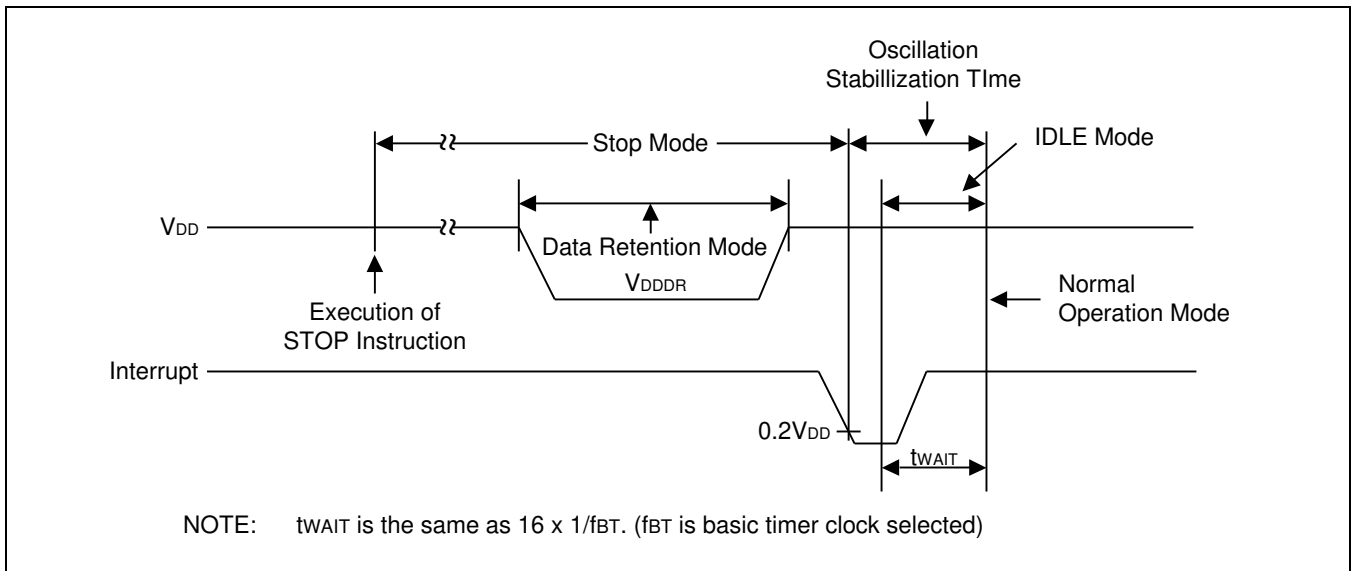 Oscillation
Stabillization TIme
Stop Mode
IDLE Mode
VDD
Data Retention Mode
VDDDR
Execution of
STOP Instruction
Normal
Operation Mode
Interrupt
0.2VDD
tWAIT
NOTE: tWAIT is the same as 16 x 1/fBT. (fBT is basic timer clock selected)